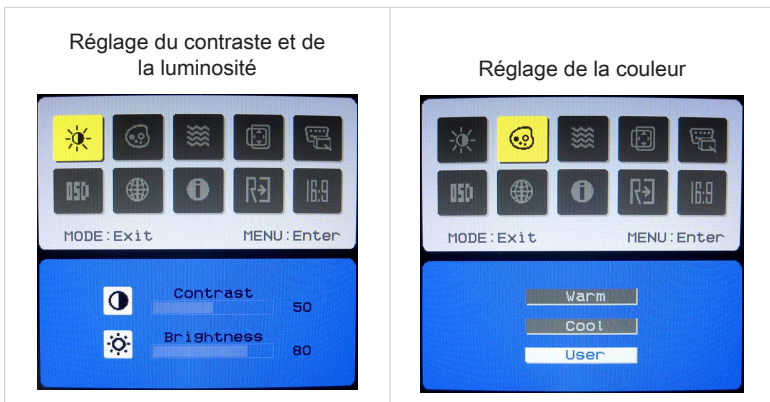 Réglage du contraste et de
la luminosité
OSD
16:9
MODE:Exit
MENU:Enter
Contrast
50
Brightness
80
Réglage de la couleur
OSD
16:9
MODE:Exit
MENU:Enter
Warm
Cool
User